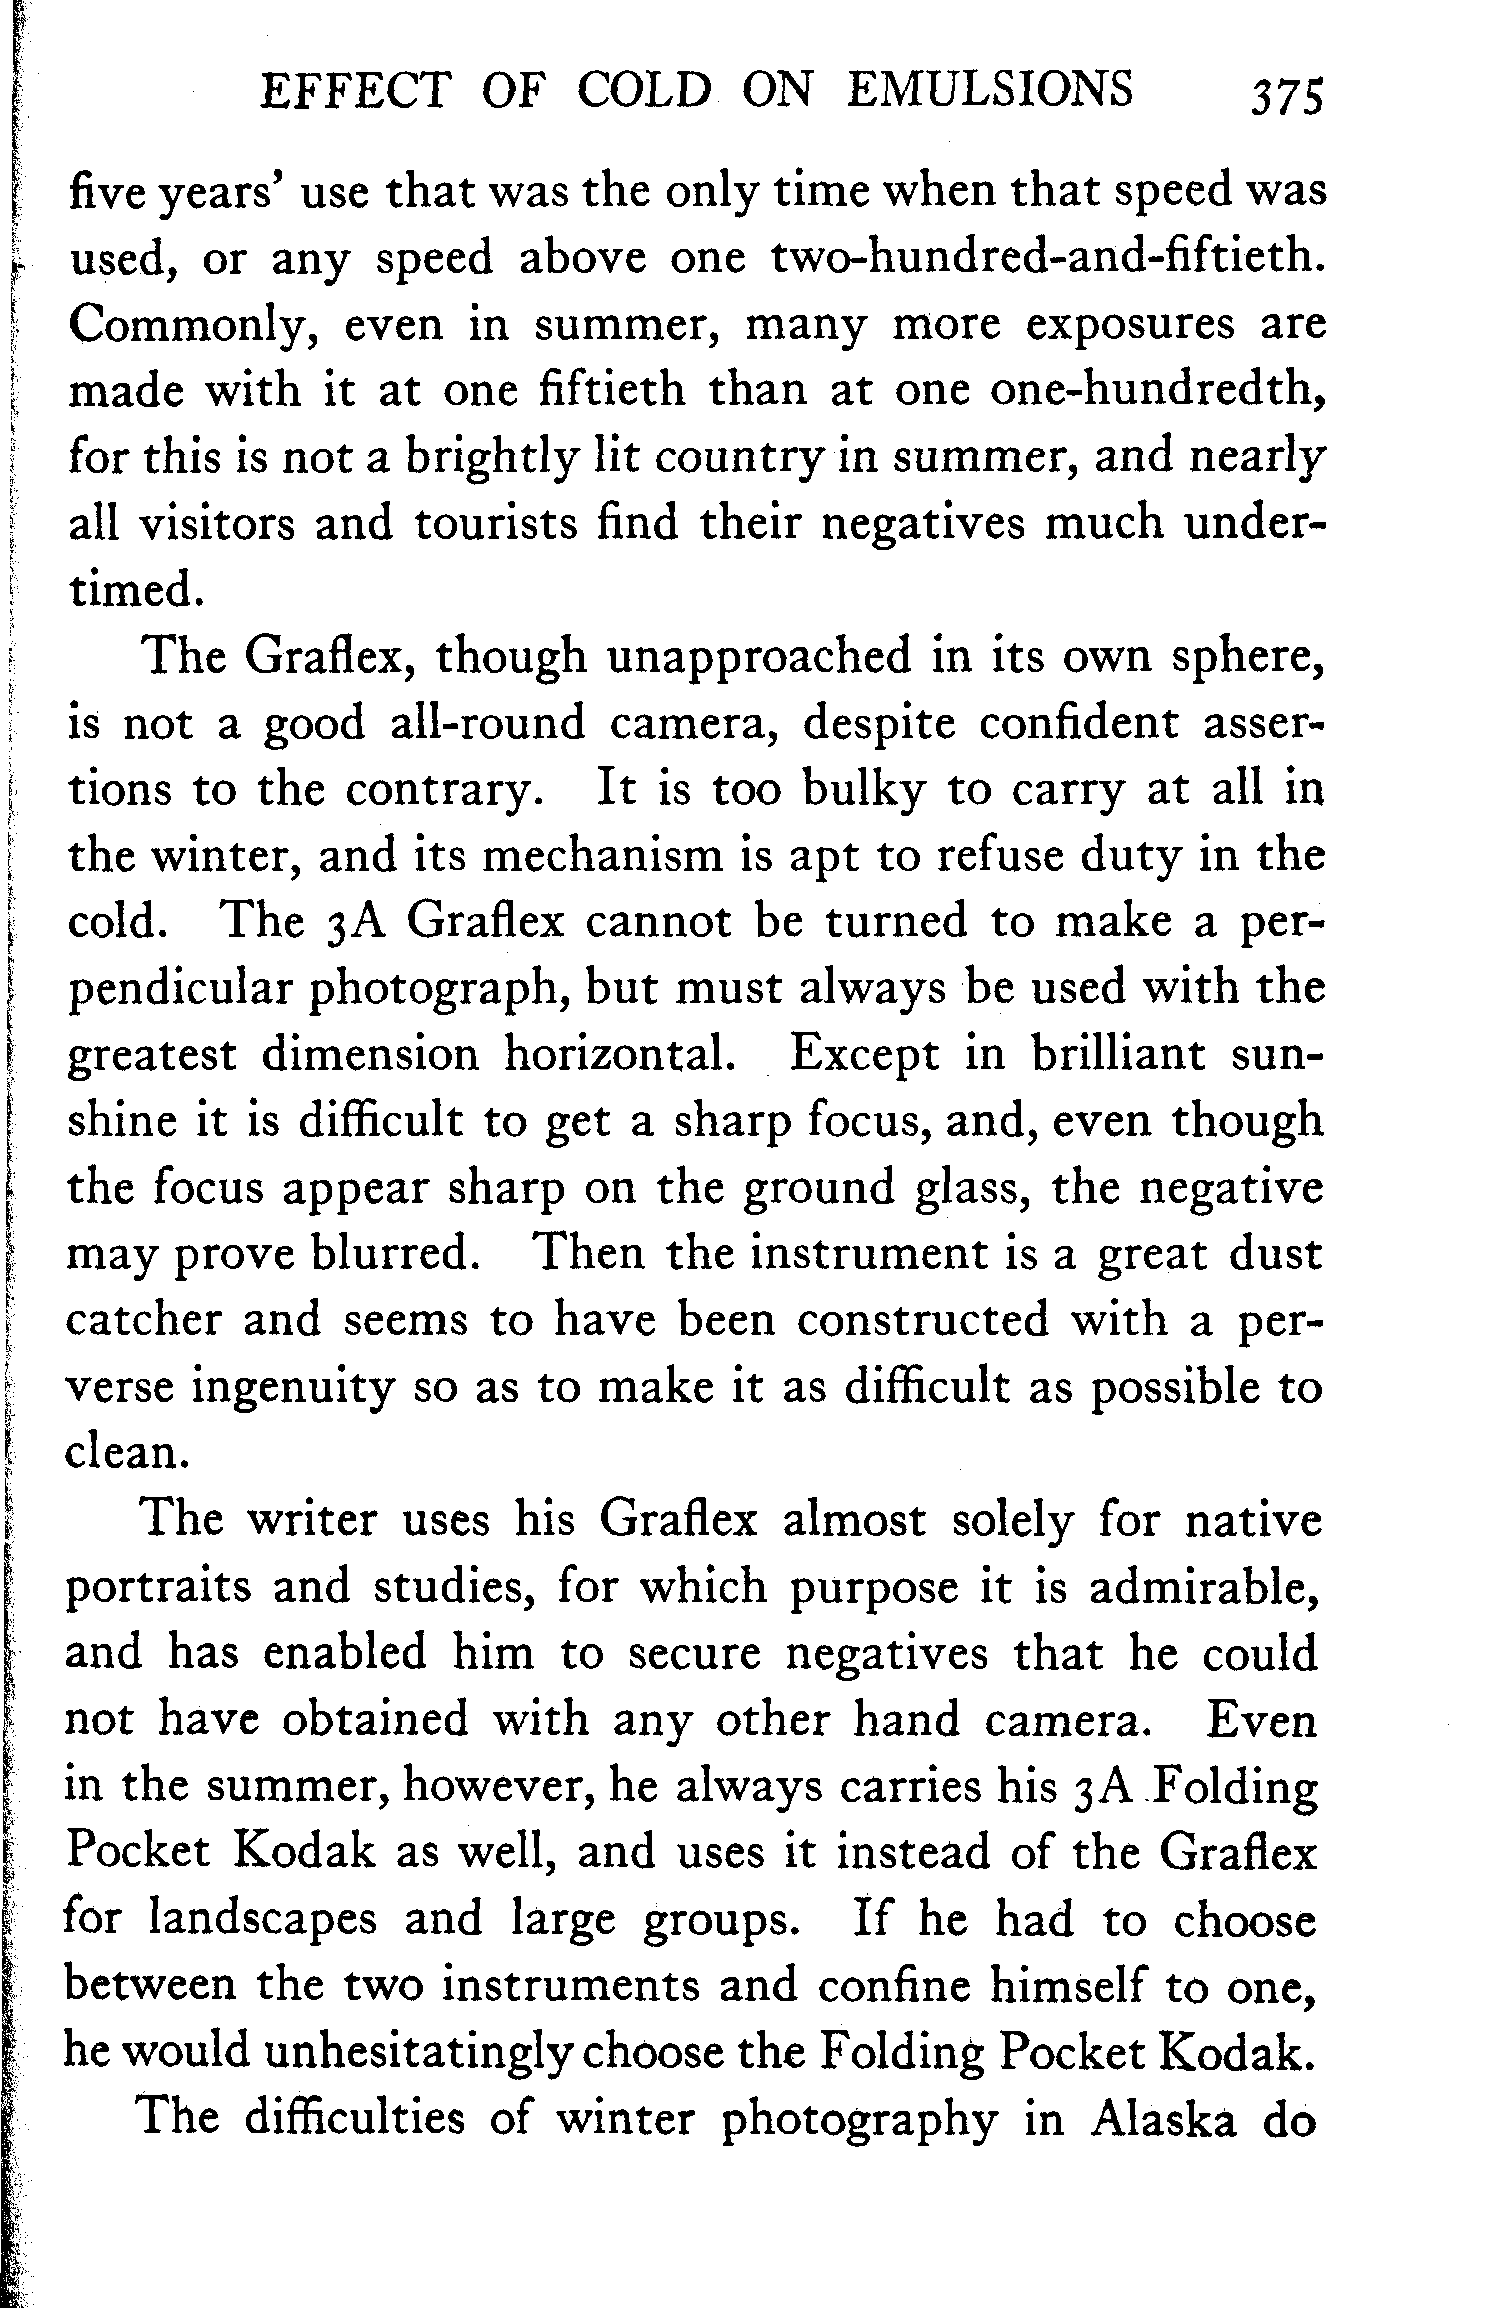 EFFECT OF COLD ON EMULSIONS 375
five years' use that was the only time when that speed was
used, or any speed above one two-hundred-and-fiftieth.
Commonly, even in summer, many more exposures are
made with it at one fiftieth than at one one-hundredth,
for this is not a brightly lit country in summer, and nearly
all visitors and tourists find their negatives much under-
timed.
The Graflex, though unapproached in its own sphere,
is not a good all-round camera, despite confident asser-
tions to the contrary. It is too bulky to carry at all in
the winter, and its mechanism is apt to refuse duty in the
cold. The 3A Graflex cannot be turned to make a per-
pendicular photograph, but must always be used with the
greatest dimension horizontal. Except in brilliant sun-
shine it is difficult to get a sharp focus, and, even though
the focus appear sharp on the ground glass, the negative
may prove blurred. Then the instrument is a great dust
catcher and seems to have been constructed with a per-
verse ingenuity so as to make it as difficult as possible to
clean.
The writer uses his Graflex almost solely for native
portraits and studies, for which purpose it is admirable,
and has enabled him to secure negatives that he could
not have obtained with any other hand camera. Even
in the summer, however, he always carries his 3A Folding
Pocket Kodak as well, and uses it instead of the Graflex
for landscapes and large groups. If he had to choose
between the two instruments and confine himself to one,
he would unhesitatingly choose the Folding Pocket Kodak.
The difficulties of winter photography in Alaska do